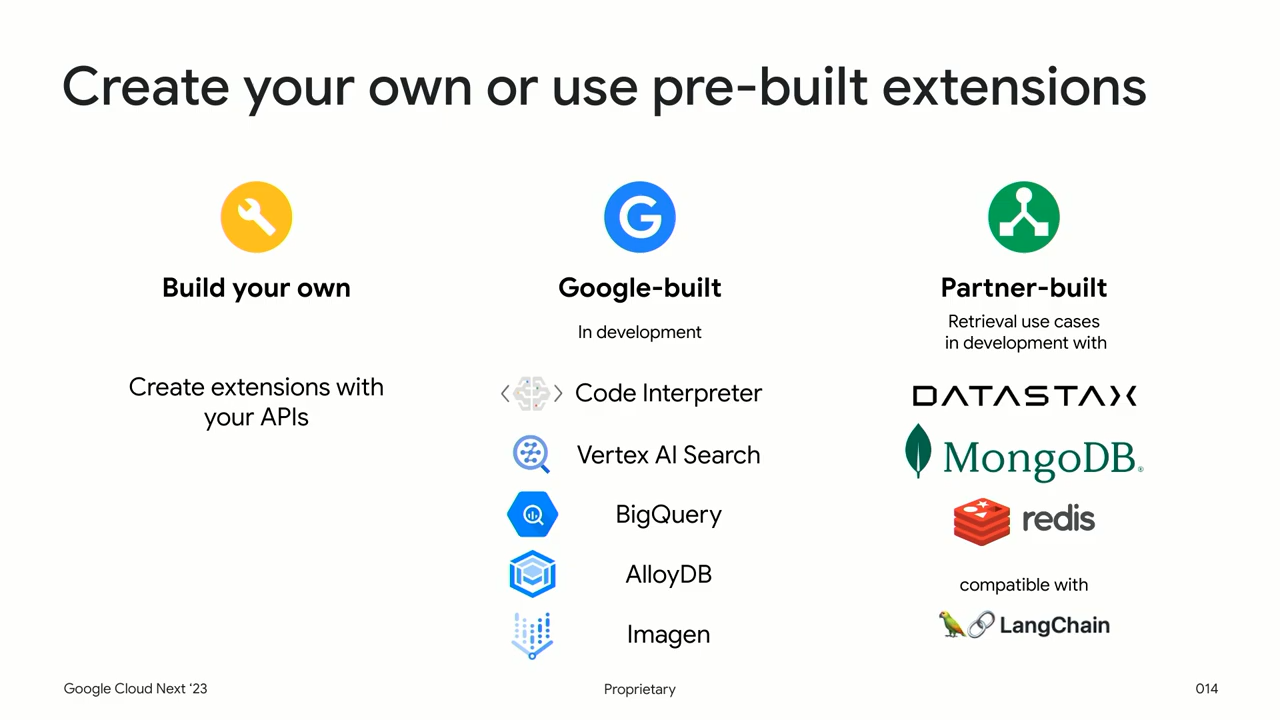 Create your own or use pre-built extensions
Build your own
Create extensions with
your APIs
Google-built
In development
Code Interpreter
Vertex AI Search
BigQuery
AlloyDB
Imagen
Partner-built
Retrieval use cases
in development with
DATASTAX
MongoDB®
redis
compatible with
LangChain
Google Cloud Next ‘23
Proprietary
014